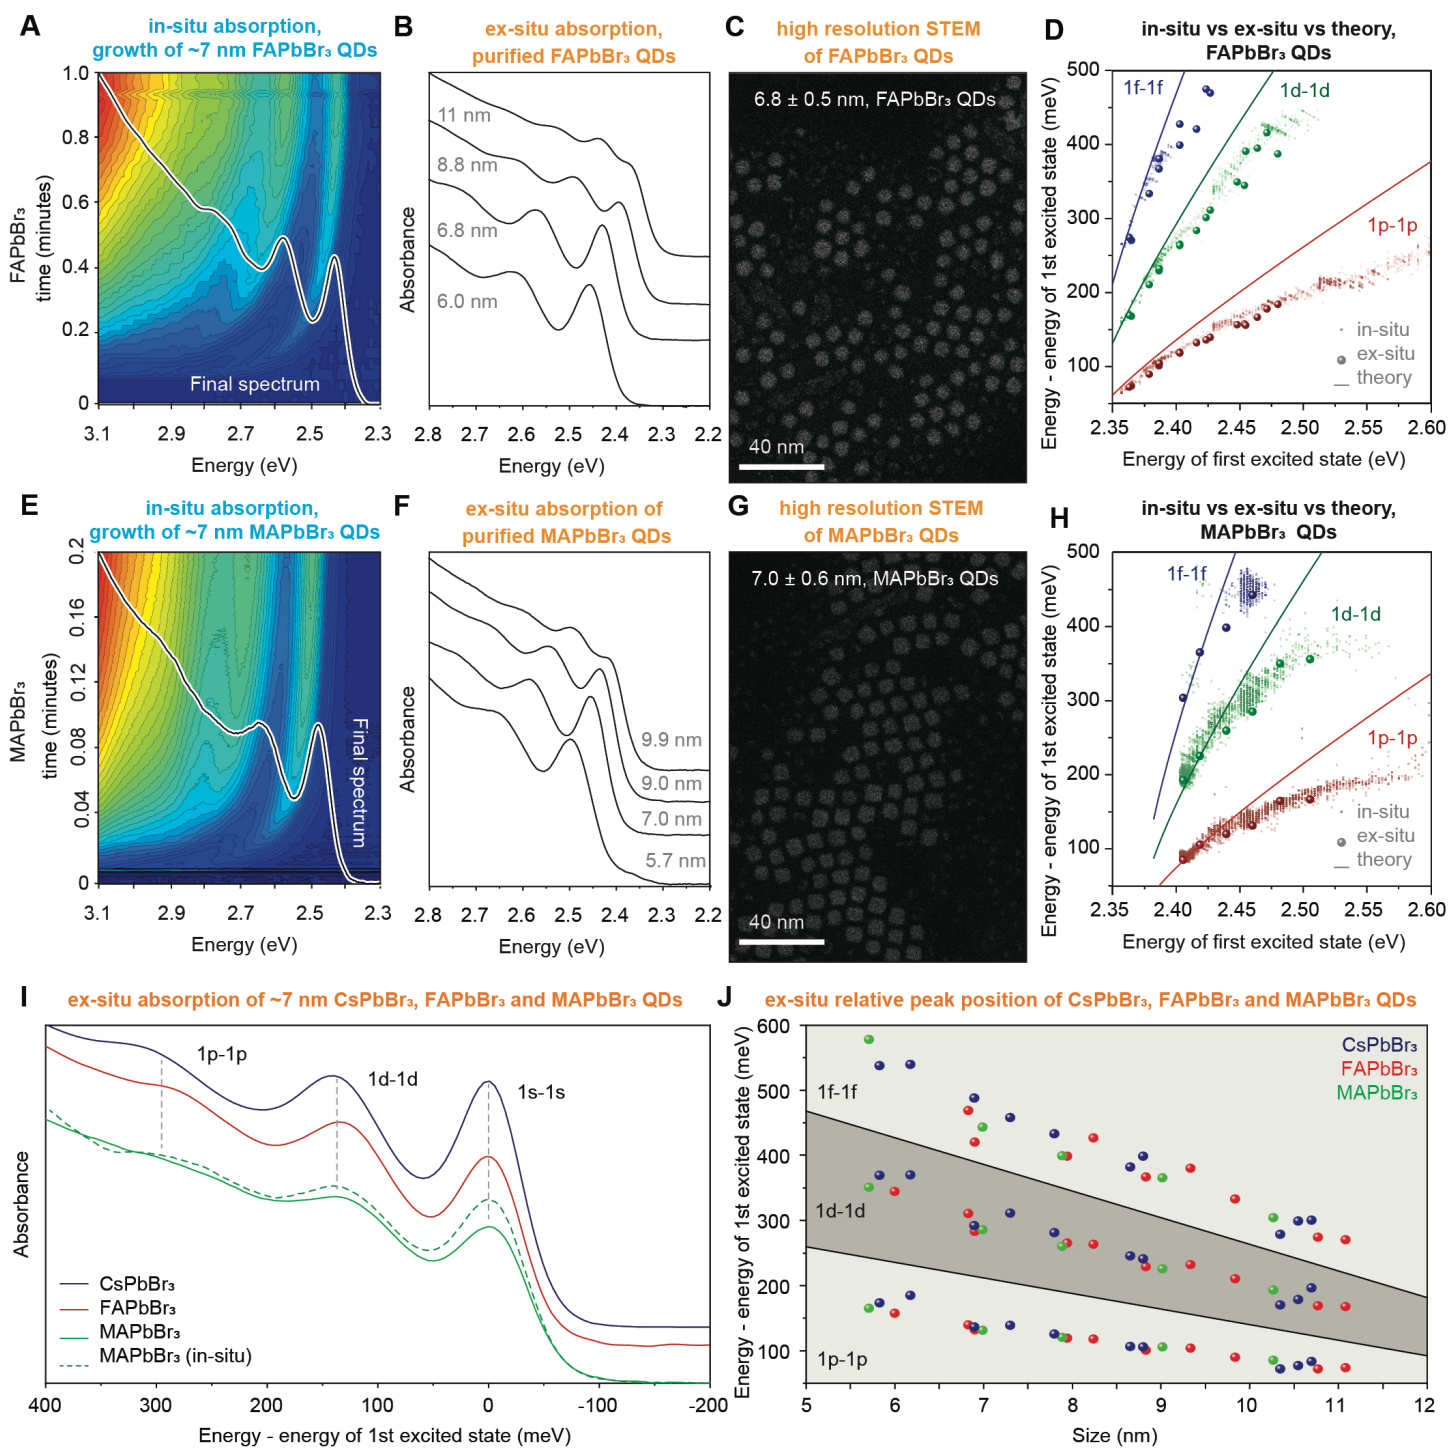 A
in-situ absorption,
growth of ~7 nm FAPbBr₃ QDs
FAPbBr₃
time (minutes)
1.0
0.8
0.6
0.4
0.2
0
Final spectrum
3.1 2.9 2.7 2.5 2.3
Energy (eV)
B
ex-situ absorption,
purified FAPbBr₃ QDs
Absorbance
11 nm
8.8 nm
6.8 nm
6.0 nm
2.8 2.7 2.6 2.5 2.4 2.3 2.2
Energy (eV)
C
high resolution STEM
of FAPbBr₃ QDs
6.8 ± 0.5 nm, FAPbBr₃ QDs
40 nm
D
in-situ vs ex-situ vs theory,
FAPbBr₃ QDs
Energy - energy of 1st excited state (meV)
500
400
300
200
100
1f-1f
1d-1d
1p-1p
in-situ
ex-situ
theory
2.35 2.40 2.45 2.50 2.55 2.60
Energy of first excited state (eV)
E
in-situ absorption,
growth of ~7 nm MAPbBr₃ QDs
MAPbBr₃
time (minutes)
0.2
0.16
0.12
0.08
0.04
0
Final spectrum
3.1 2.9 2.7 2.5 2.3
Energy (eV)
F
ex-situ absorption of
purified MAPbBr₃ QDs
Absorbance
9.9 nm
9.0 nm
7.0 nm
5.7 nm
2.8 2.7 2.6 2.5 2.4 2.3 2.2
Energy (eV)
G
high resolution STEM
of MAPbBr₃ QDs
7.0 ± 0.6 nm, MAPbBr₃ QDs
40 nm
H
in-situ vs ex-situ vs theory,
MAPbBr₃ QDs
Energy - energy of 1st excited state (meV)
500
400
300
200
100
1f-1f
1d-1d
1p-1p
in-situ
ex-situ
theory
2.35 2.40 2.45 2.50 2.55 2.60
Energy of first excited state (eV)
I
ex-situ absorption of ~7 nm CsPbBr₃, FAPbBr₃ and MAPbBr₃ QDs
Absorbance
1p-1p
1d-1d
1s-1s
CsPbBr₃
FAPbBr₃
MAPbBr₃
MAPbBr₃ (in-situ)
400 300 200 100 0 -100 -200
Energy - energy of 1st excited state (meV)
J
ex-situ relative peak position of CsPbBr₃, FAPbBr₃ and MAPbBr₃ QDs
Energy - energy of 1st excited state (meV)
600
500
400
300
200
100
CsPbBr₃
FAPbBr₃
MAPbBr₃
1f-1f
1d-1d
1p-1p
5 6 7 8 9 10 11 12
Size (nm)